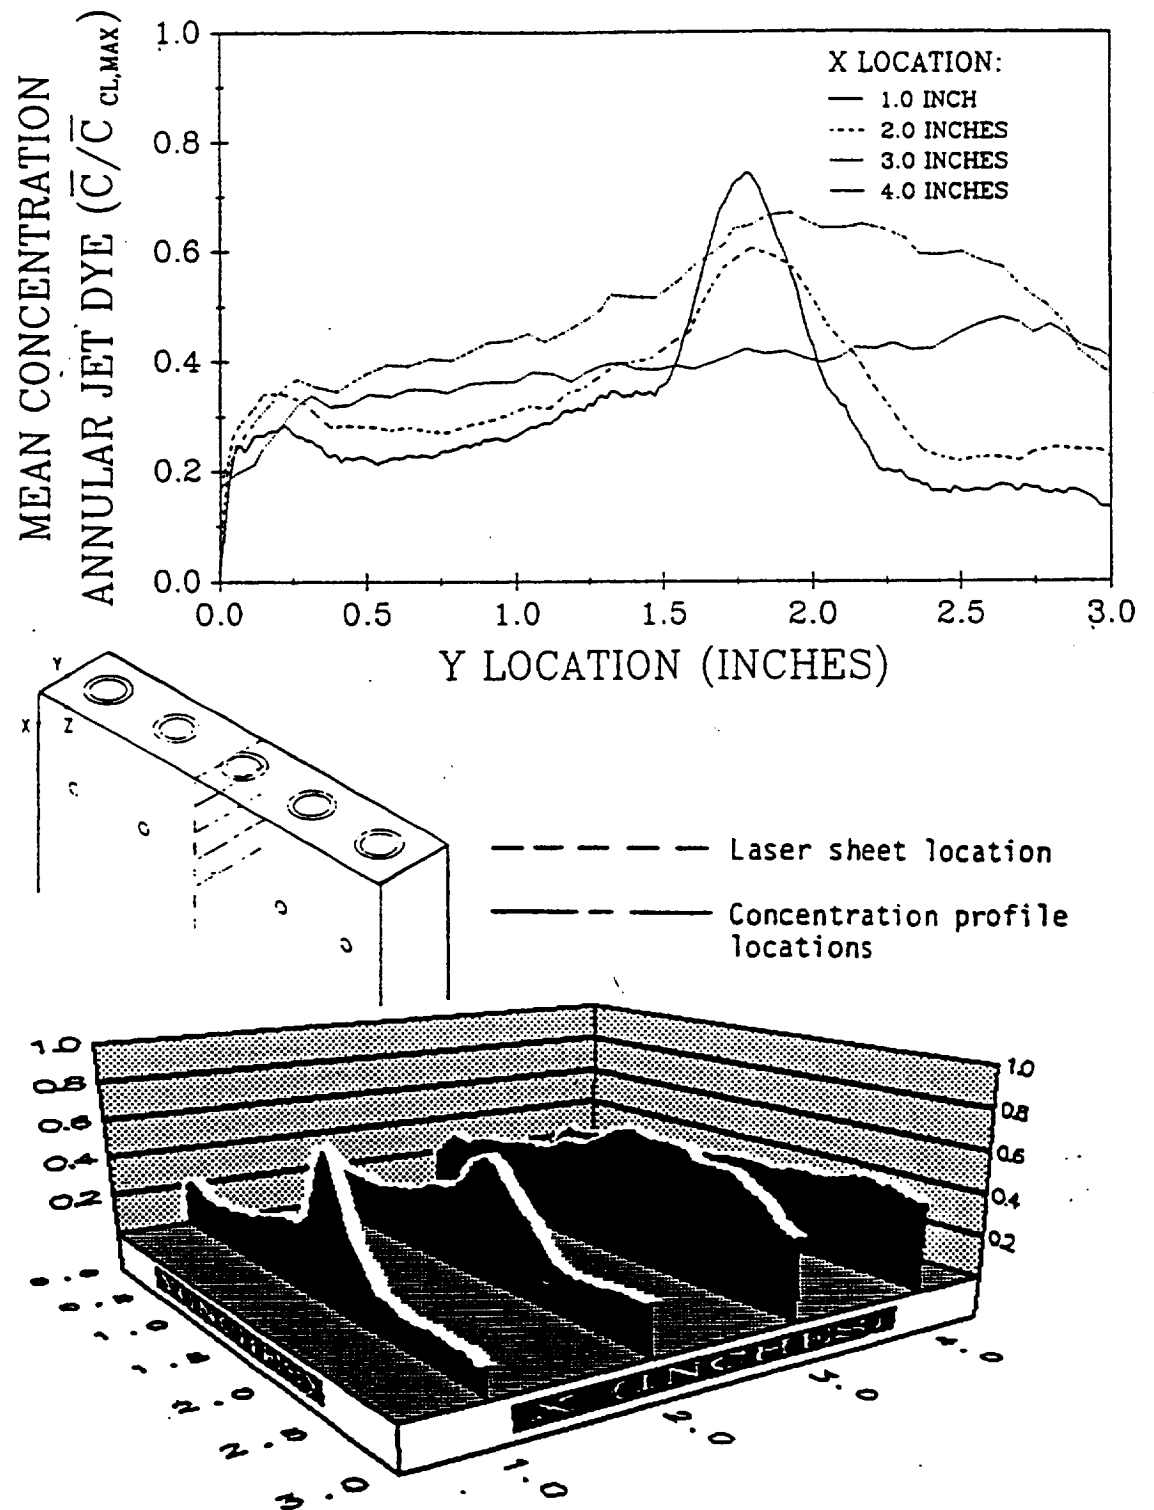 MEAN CONCENTRATION
ANNULAR JET DYE (C̅/C̅ CL,MAX)
1.0
0.8
0.6
0.4
0.2
0.0
X LOCATION:
1.0 INCH
2.0 INCHES
3.0 INCHES
4.0 INCHES
0.0 0.5 1.0 1.5 2.0 2.5 3.0
Y LOCATION (INCHES)
Y
X Z
Laser sheet location
Concentration profile
locations
1.0
0.8
0.6
0.4
0.2
1.0
0.8
0.6
0.4
0.2
1.0
2.0
2.5
3.0
X (INCHES)
1.0
2.0
3.0
4.0